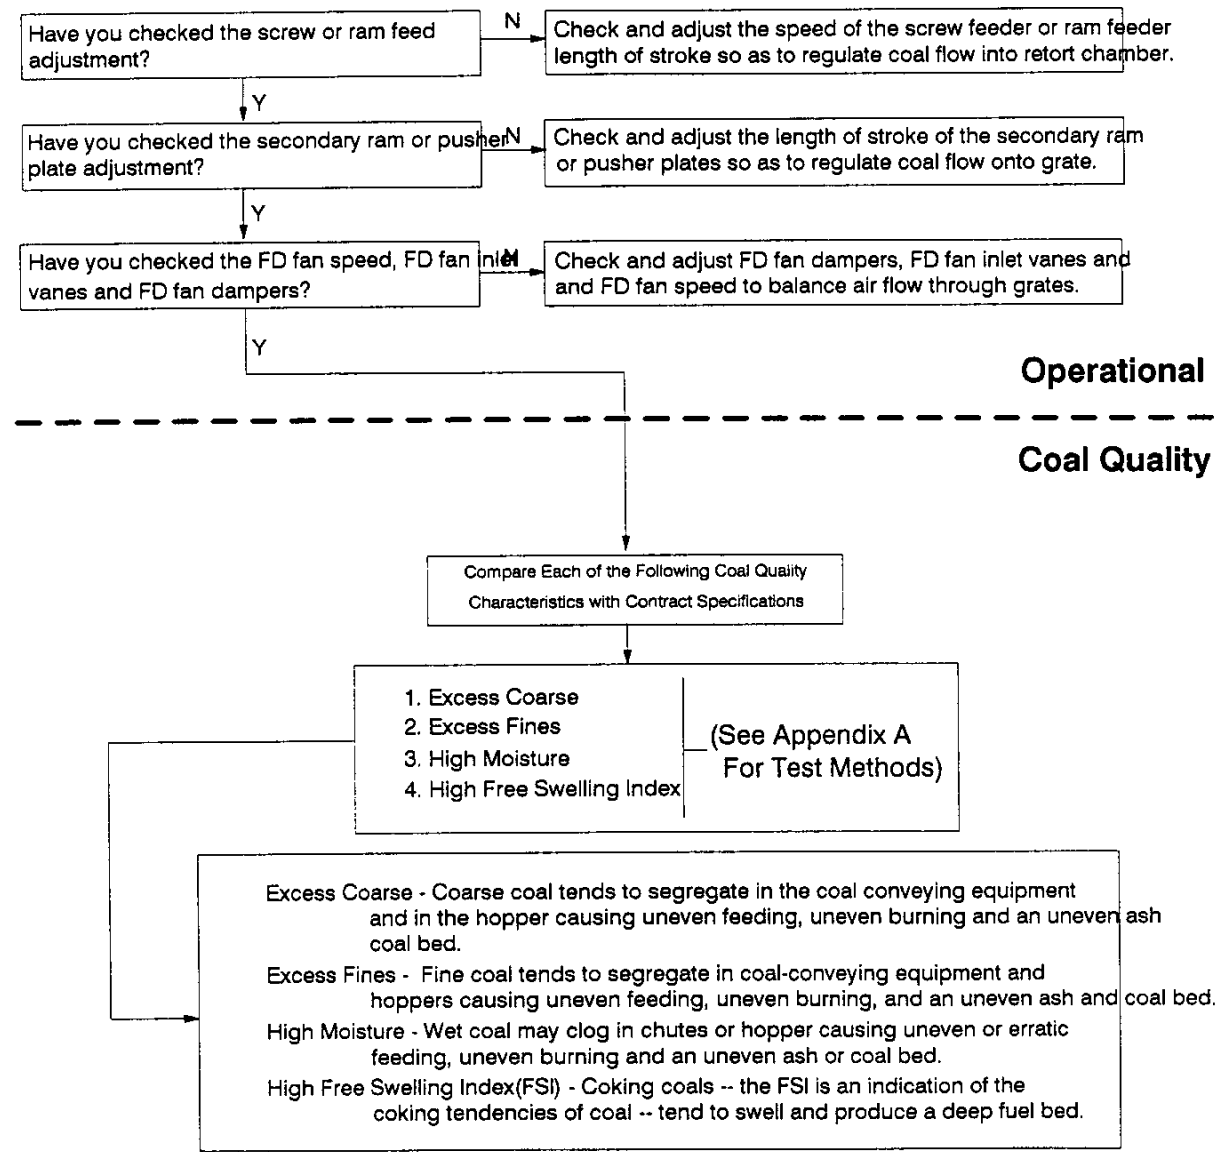 Have you checked the screw or ram feed
adjustment?
N
Check and adjust the speed of the screw feeder or ram feeder
length of stroke so as to regulate coal flow into retort chamber.
Y
Have you checked the secondary ram or pusher
plate adjustment?
N
Check and adjust the length of stroke of the secondary ram
or pusher plates so as to regulate coal flow onto grate.
Y
Have you checked the FD fan speed, FD fan inlet
vanes and FD fan dampers?
N
Check and adjust FD fan dampers, FD fan inlet vanes and
and FD fan speed to balance air flow through grates.
Y
Operational
Coal Quality
Compare Each of the Following Coal Quality
Characteristics with Contract Specifications
1. Excess Coarse
2. Excess Fines
3. High Moisture
4. High Free Swelling Index
(See Appendix A
For Test Methods)
Excess Coarse - Coarse coal tends to segregate in the coal conveying equipment
and in the hopper causing uneven feeding, uneven burning and an uneven ash
coal bed.
Excess Fines - Fine coal tends to segregate in coal-conveying equipment and
hoppers causing uneven feeding, uneven burning, and an uneven ash and coal bed.
High Moisture - Wet coal may clog in chutes or hopper causing uneven or erratic
feeding, uneven burning and an uneven ash or coal bed.
High Free Swelling Index(FSI) - Coking coals -- the FSI is an indication of the
coking tendencies of coal -- tend to swell and produce a deep fuel bed.